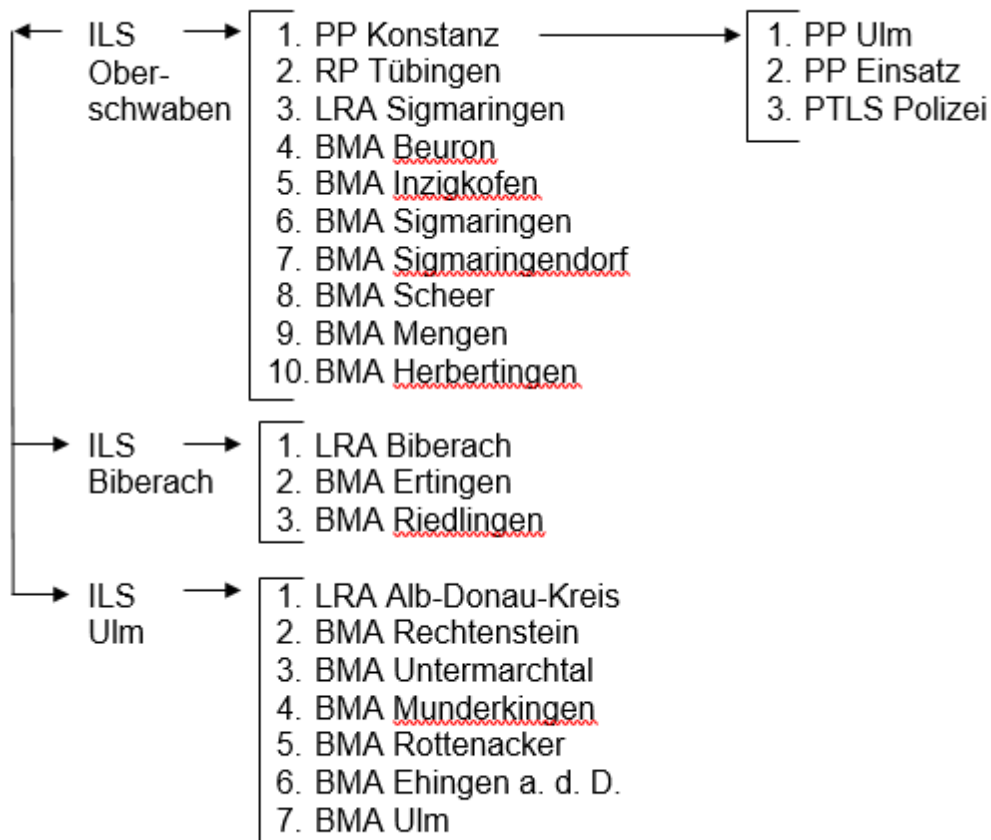 ILS
Ober-
schwaben
1. PP Konstanz
2. RP Tübingen
3. LRA Sigmaringen
4. BMA Beuron
5. BMA Inzigkofen
6. BMA Sigmaringen
7. BMA Sigmaringendorf
8. BMA Scheer
9. BMA Mengen
10. BMA Herbertingen
1. PP Ulm
2. PP Einsatz
3. PTLS Polizei
ILS
Biberach
1. LRA Biberach
2. BMA Ertingen
3. BMA Riedlingen
ILS
Ulm
1. LRA Alb-Donau-Kreis
2. BMA Rechtenstein
3. BMA Untermarchtal
4. BMA Munderkingen
5. BMA Rottenacker
6. BMA Ehingen a. d. D.
7. BMA Ulm